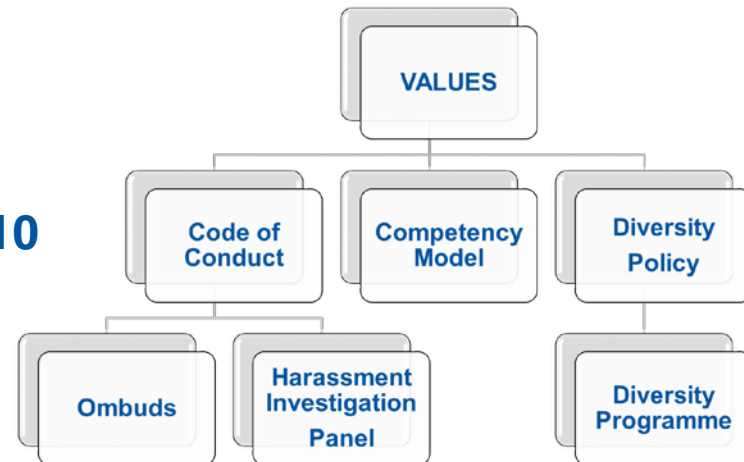 VALUES
Code of
Conduct
Competency
Model
Diversity
Policy
10
Ombuds
Harassment
Investigation
Panel
Diversity
Programme